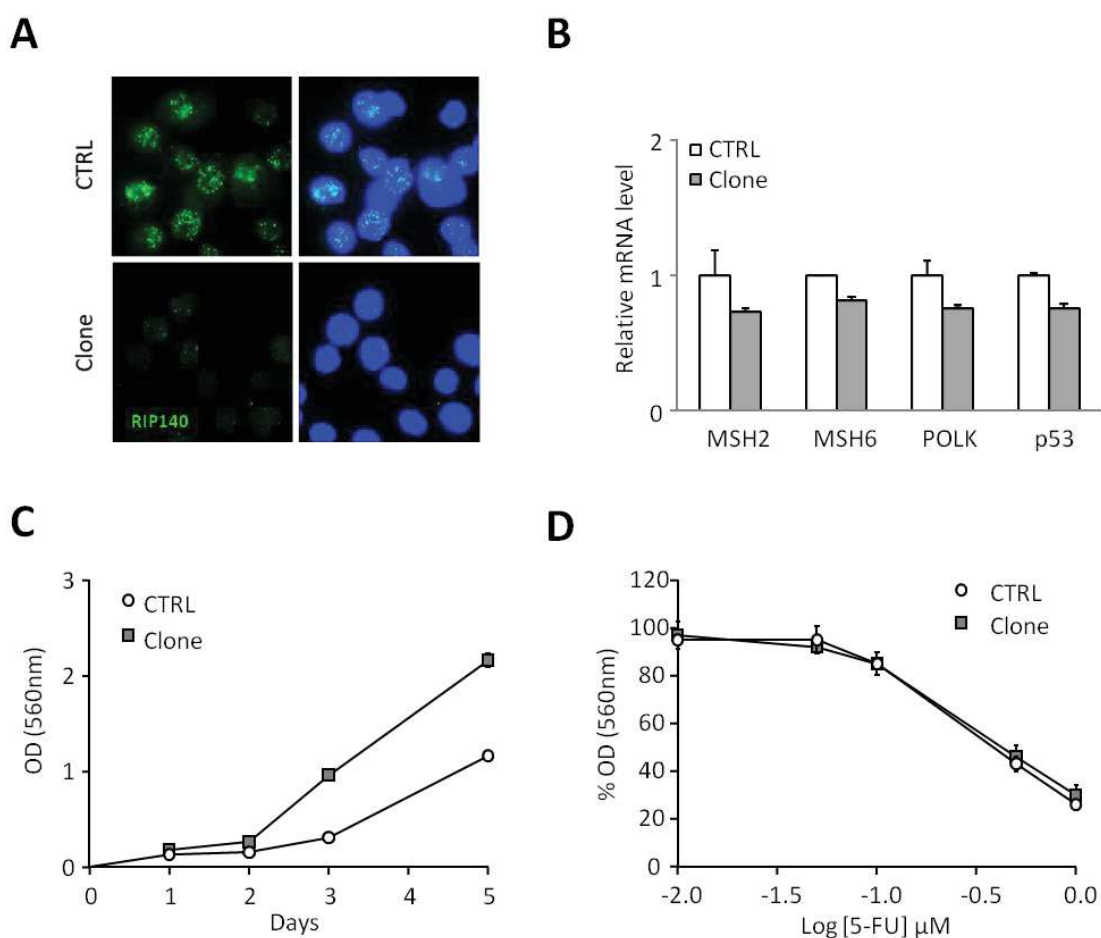 A
CTRL
Clone
RIP140
B
Relative mRNA level
2
1
0
CTRL
Clone
MSH2 MSH6 POLK p53
C
OD (560nm)
3
2
1
0
CTRL
Clone
0 1 2 3 4 5
Days
D
% OD (560nm)
120
100
80
60
40
20
0
CTRL
Clone
-2.0 -1.5 -1.0 -0.5 0.0
Log [5-FU] µM